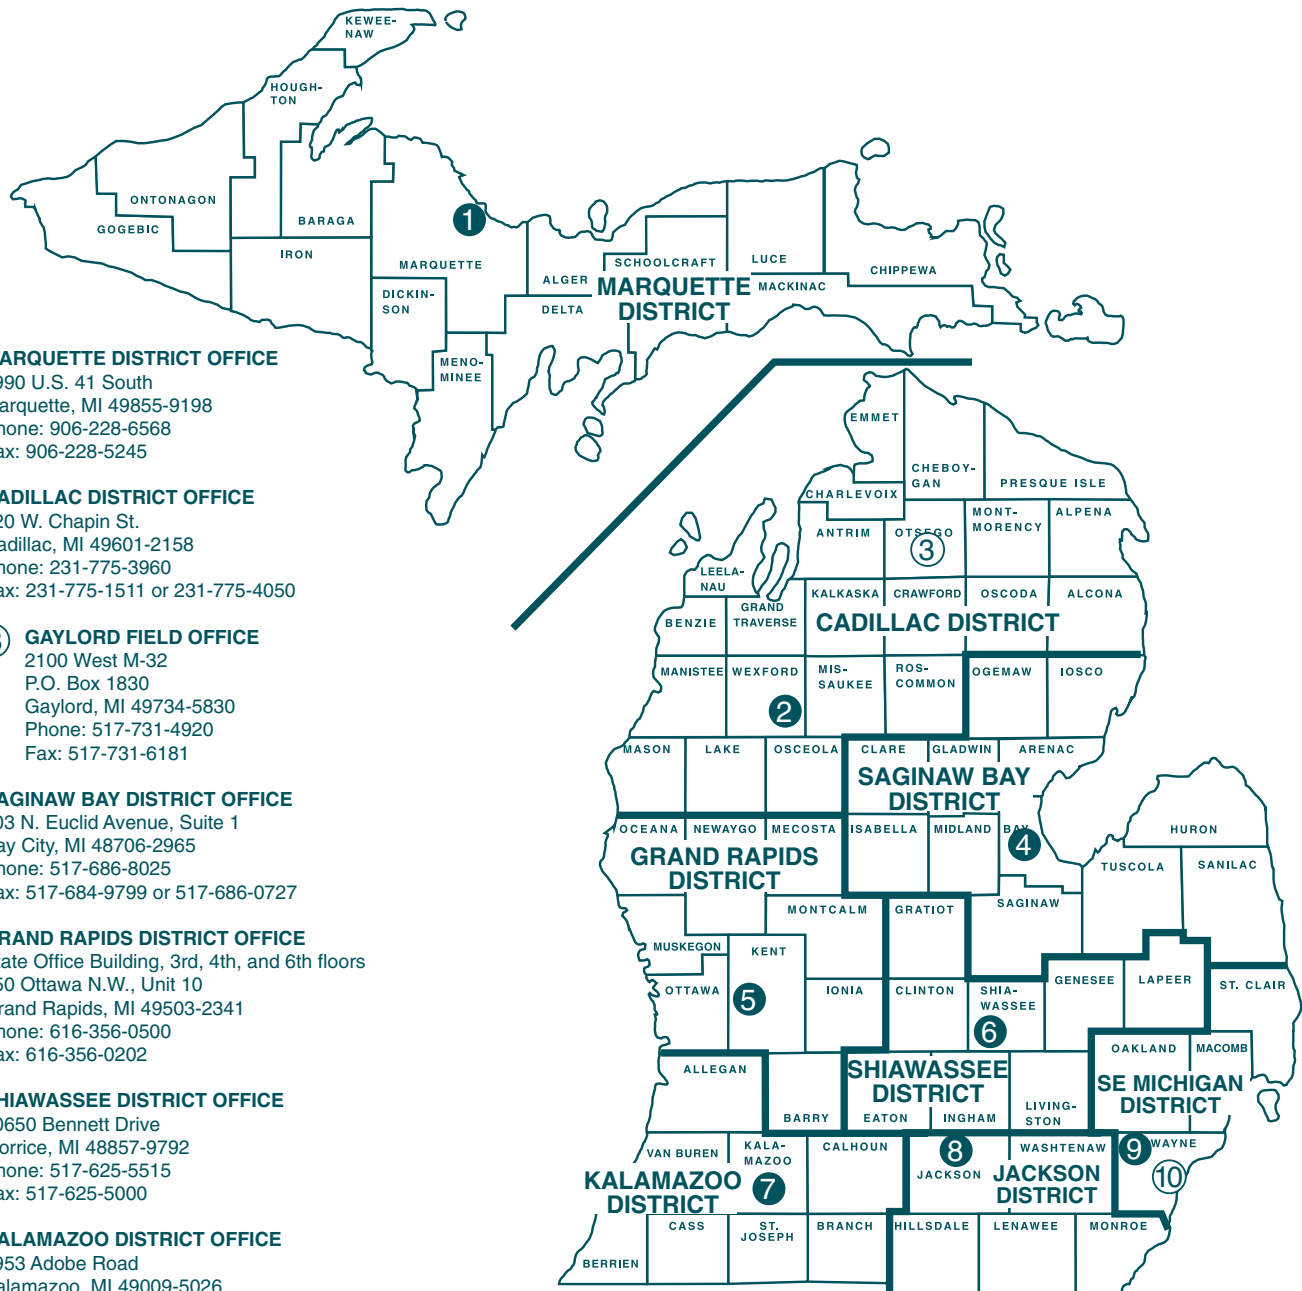 KEWEE-
NAW
HOUGH-
TON
ONTONAGON
GOGEBIC
BARAGA
IRON
1
MARQUETTE
DICKIN-
SON
MENO-
MINEE
ALGER
DELTA
SCHOOLCRAFT
LUCE
MACKINAC
CHIPPEWA
MARQUETTE
DISTRICT
ARQUETTE DISTRICT OFFICE
990 U.S. 41 South
arquette, MI 49855-9198
hone: 906-228-6568
ax: 906-228-5245
ADILLAC DISTRICT OFFICE
20 W. Chapin St.
adillac, MI 49601-2158
hone: 231-775-3960
ax: 231-775-1511 or 231-775-4050
3 GAYLORD FIELD OFFICE
2100 West M-32
P.O. Box 1830
Gaylord, MI 49734-5830
Phone: 517-731-4920
Fax: 517-731-6181
AGINAW BAY DISTRICT OFFICE
03 N. Euclid Avenue, Suite 1
ay City, MI 48706-2965
hone: 517-686-8025
ax: 517-684-9799 or 517-686-0727
RAND RAPIDS DISTRICT OFFICE
tate Office Building, 3rd, 4th, and 6th floors
50 Ottawa N.W., Unit 10
rand Rapids, MI 49503-2341
hone: 616-356-0500
ax: 616-356-0202
HIAWASSEE DISTRICT OFFICE
0650 Bennett Drive
orrice, MI 48857-9792
hone: 517-625-5515
ax: 517-625-5000
ALAMAZOO DISTRICT OFFICE
953 Adobe Road
alamazoo, MI 49009-5026
EMMET
CHEBOY-
GAN
PRESQUE ISLE
CHARLEVOIX
ANTRIM
OTSEGO
3
MONT-
MORENCY
ALPENA
LEELA-
NAU
KALKASKA
CRAWFORD
OSCODA
ALCONA
BENZIE
GRAND
TRAVERSE
CADILLAC DISTRICT
MANISTEE
WEXFORD
2
MIS-
SAUKEE
ROS-
COMMON
OGEMAW
IOSCO
MASON
LAKE
OSCEOLA
CLARE
GLADWIN
ARENAC
SAGINAW BAY
DISTRICT
OCEANA
NEWAYGO
MECOSTA
ISABELLA
MIDLAND
BAY
4
HURON
TUSCOLA
SANILAC
GRAND RAPIDS
DISTRICT
MONTCALM
GRATIOT
SAGINAW
MUSKEGON
KENT
OTTAWA
5
IONIA
CLINTON
SHIA-
WASSEE
6
GENESEE
LAPEER
ST. CLAIR
ALLEGAN
BARRY
SHIAWASSEE
DISTRICT
EATON
INGHAM
LIVING-
STON
OAKLAND
MACOMB
SE MICHIGAN
DISTRICT
VAN BUREN
KALA-
MAZOO
7
CALHOUN
8
JACKSON
WASHTENAW
9
WAYNE
10
KALAMAZOO
DISTRICT
JACKSON
DISTRICT
BERRIEN
CASS
ST.
JOSEPH
BRANCH
HILLSDALE
LENAWEE
MONROE